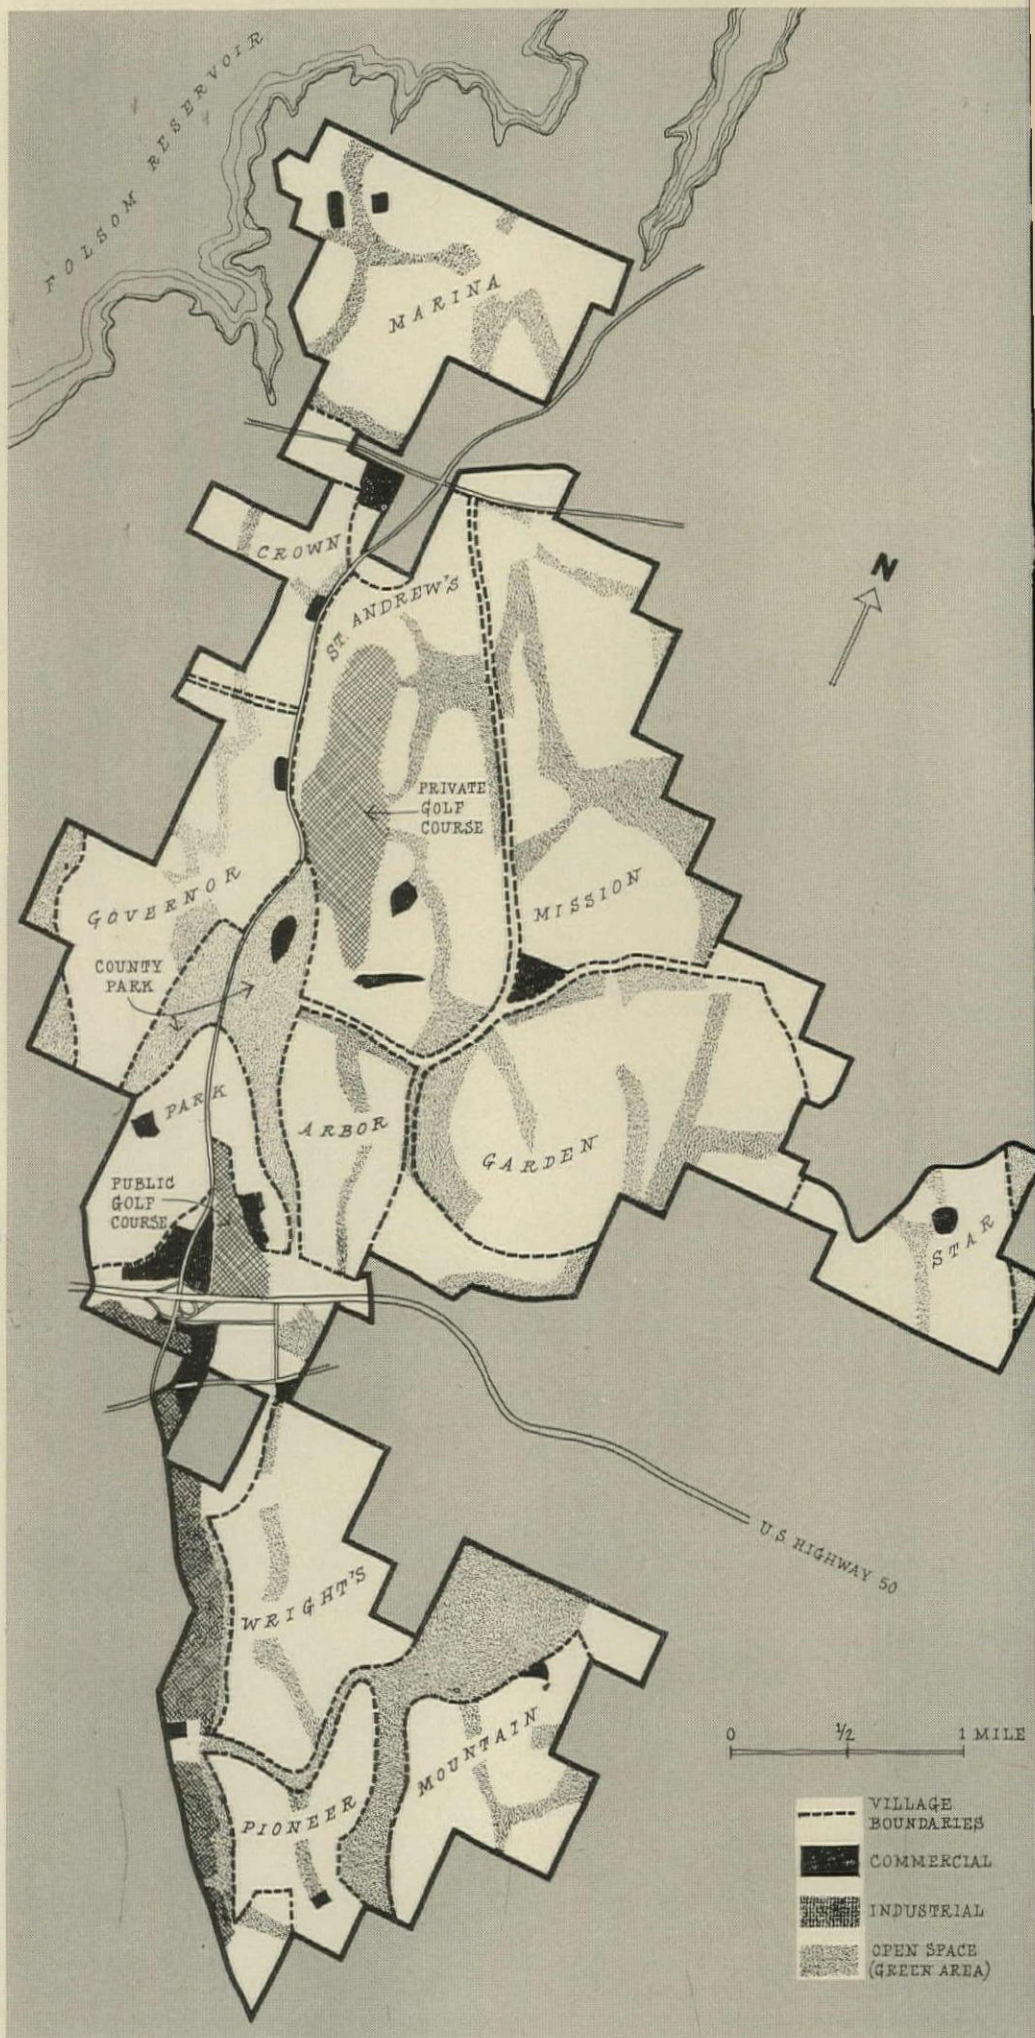 FOLSOM RESERVOIR
MARINA
CROWN
ST. ANDREW'S
N
PRIVATE
GOLF
COURSE
GOVERNOR
MISSION
COUNTY
PARK
PARK
ARBOR
GARDEN
PUBLIC
GOLF
COURSE
STAR
U S HIGHWAY 50
WRIGHT'S
MOUNTAIN
PIONEER
0 1/2 1 MILE
VILLAGE
BOUNDARIES
COMMERCIAL
INDUSTRIAL
OPEN SPACE
(GREEN AREA)